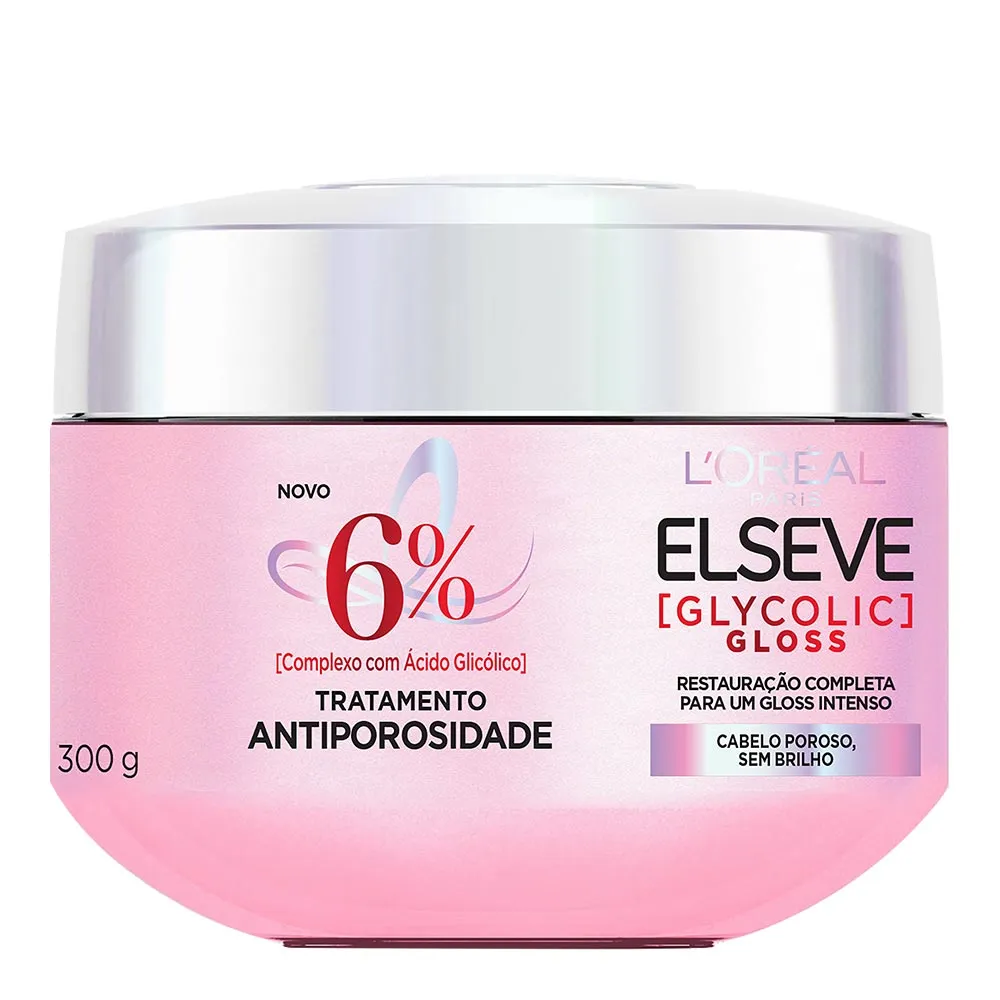 NOVO
6%
[Complexo com Ácido Glicólico]
TRATAMENTO
ANTIPOROSIDADE
300 g
L'ORÉAL
PARIS
ELSEVE
[GLYCOLIC]
GLOSS
RESTAURAÇÃO COMPLETA
PARA UM GLOSS INTENSO
CABELO POROSO,
SEM BRILHO